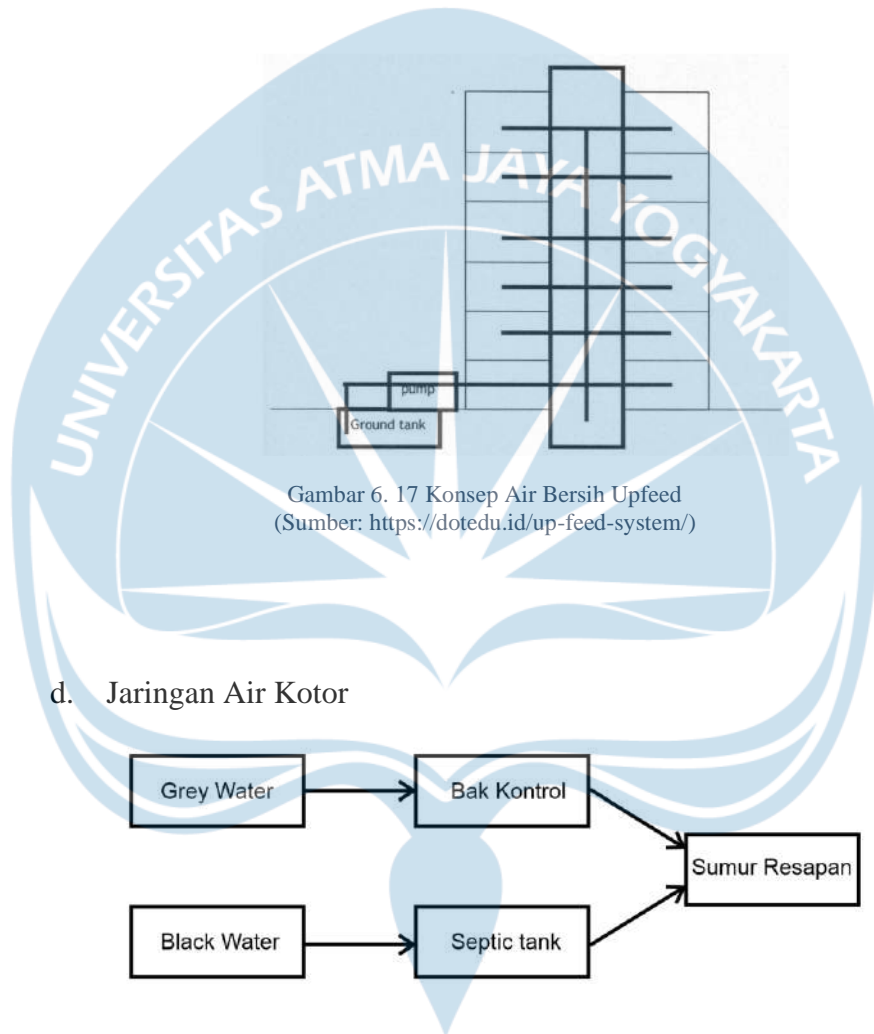 UNIVERSITAS ATMA JAYA YOGYAKARTA
pump
Ground tank
Gambar 6. 17 Konsep Air Bersih Upfeed
(Sumber: https://dotedu.id/up-feed-system/)
d. Jaringan Air Kotor
Grey Water
Bak Kontrol
Sumur Resapan
Black Water
Septic tank